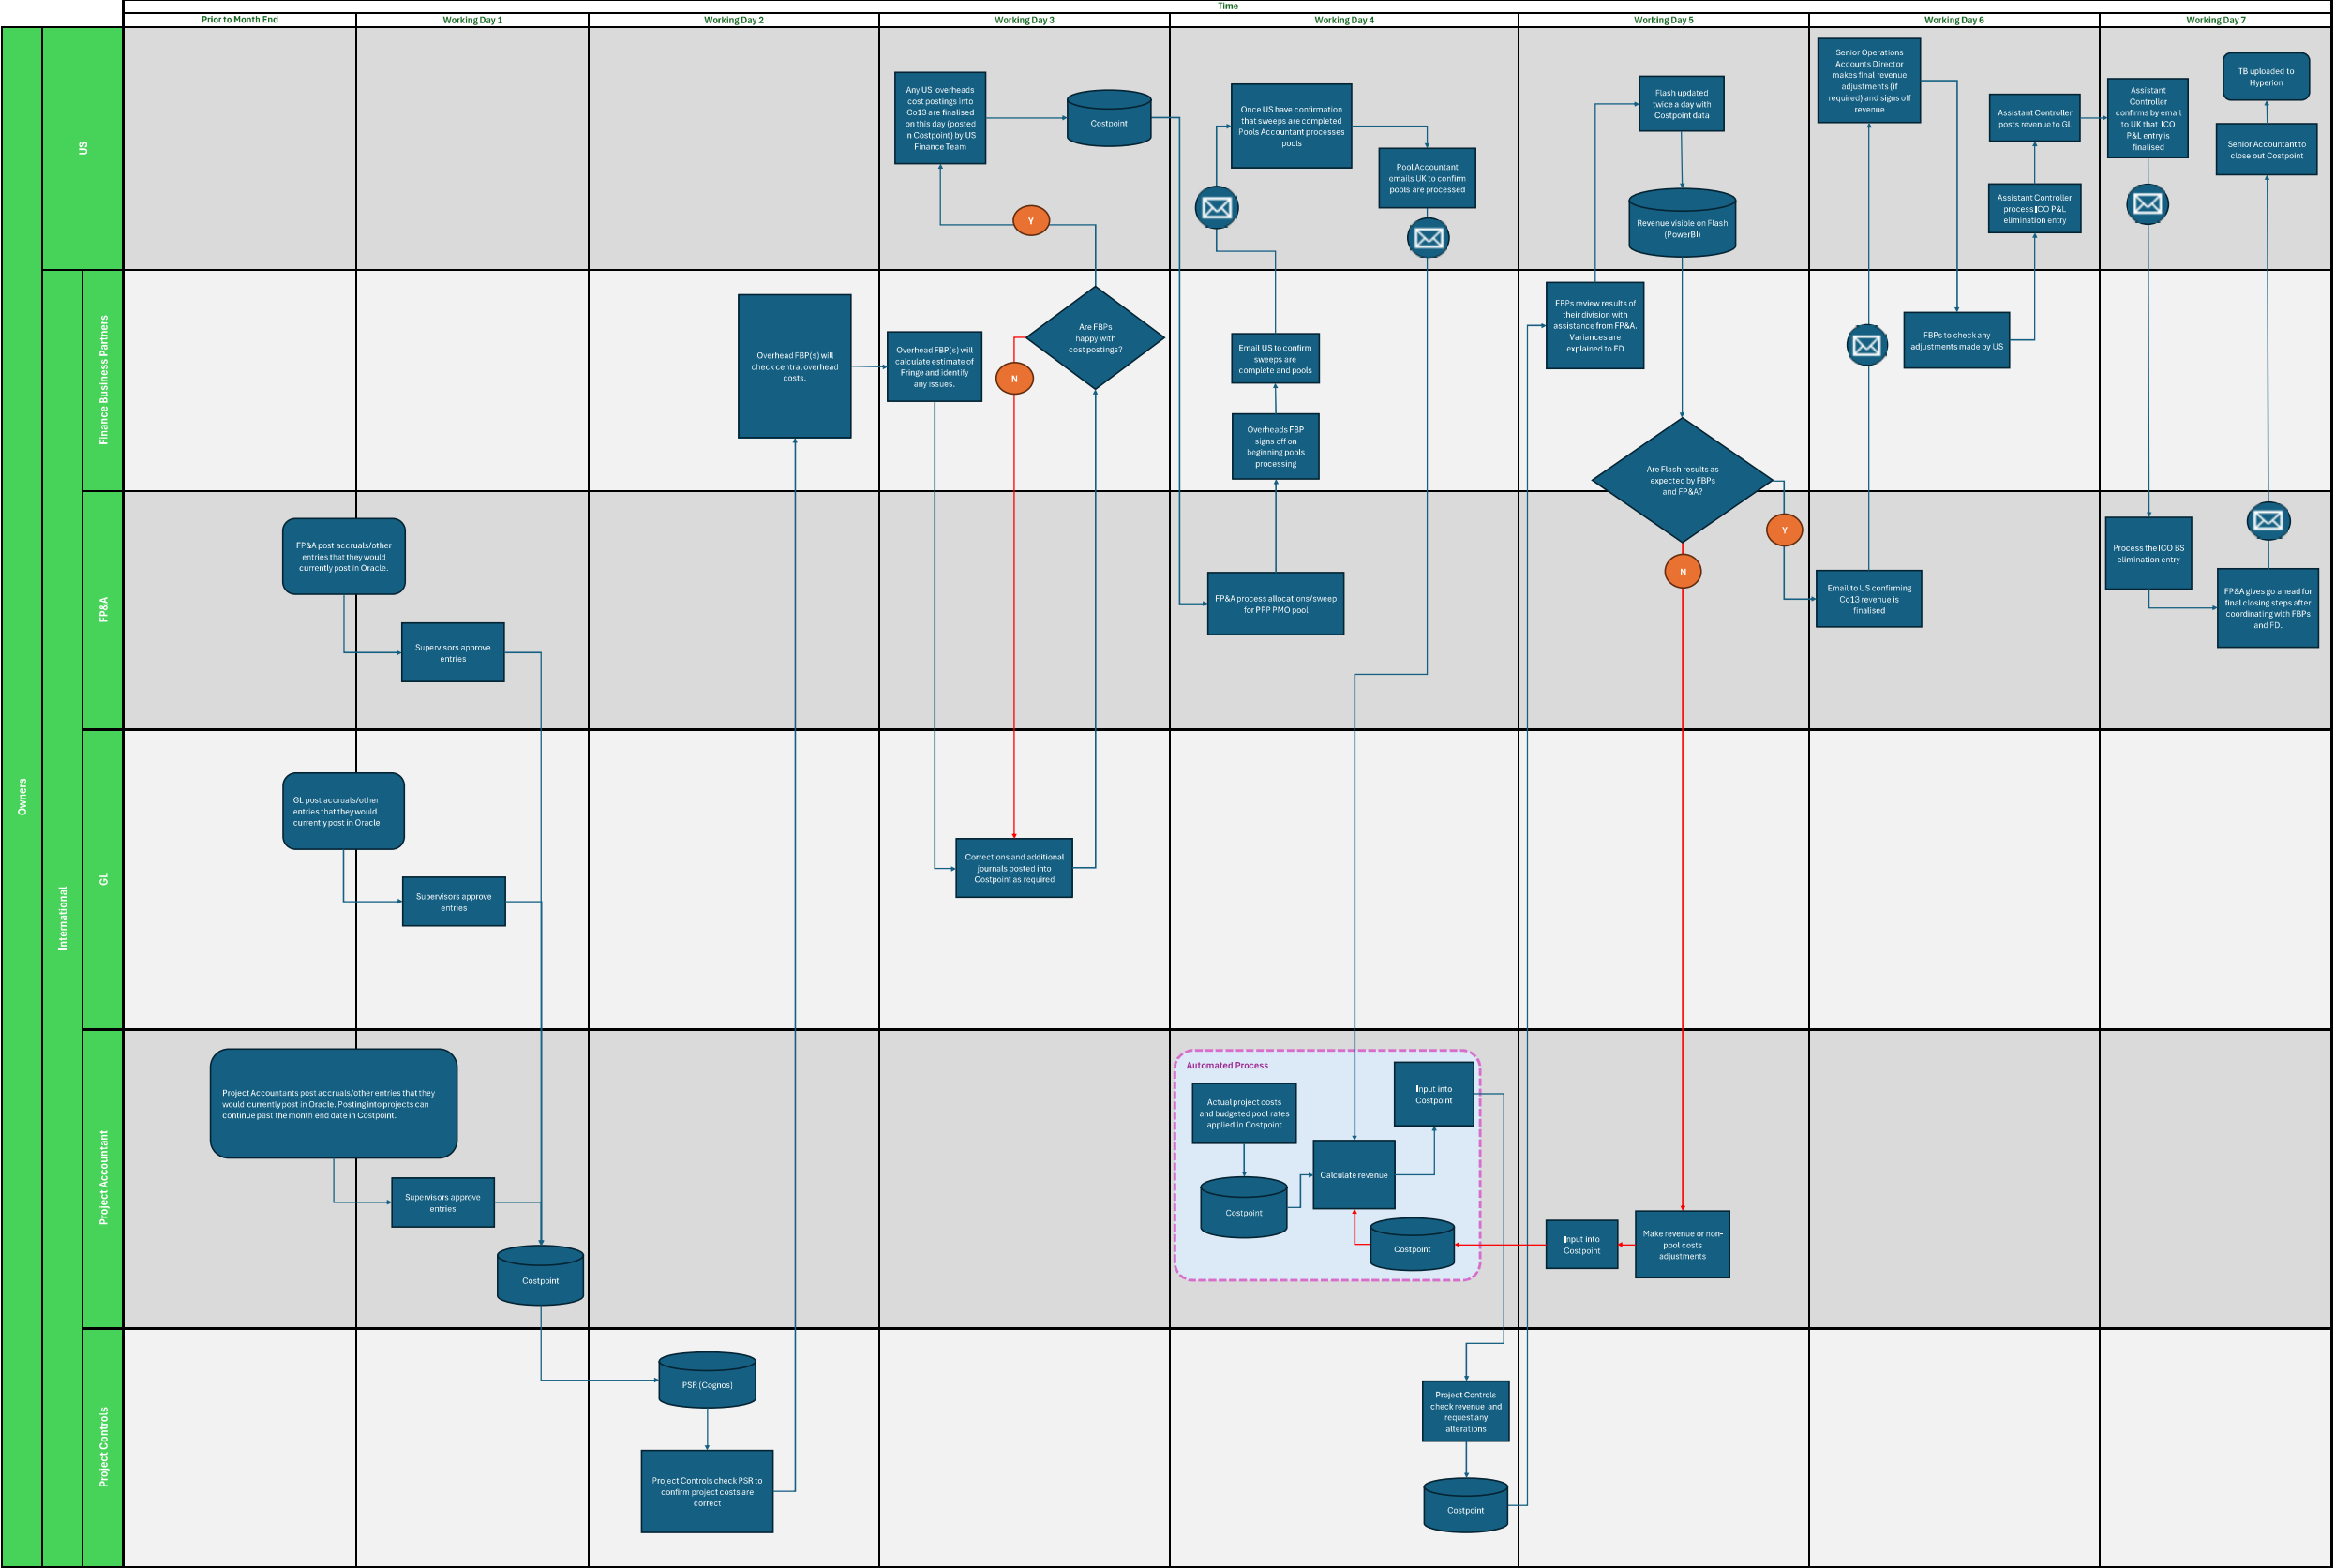 Time
Prior to Month End
Working Day 1
Working Day 2
Working Day 3
Working Day 4
Working Day 5
Working Day 6
Working Day 7
Owners
US
International
Finance Business Partners
FP&A
GL
Project Accountant
Project Controls
Any US overheads
cost postings into
Co13 are finalised
on this day (posted
in Costpoint) by US
Finance Team
Costpoint
Y
Once US have confirmation
that sweeps are completed
Pools Accountant processes
pools
Pool Accountant
emails UK to confirm
pools are processed
Flash updated
twice a day with
Costpoint data
Revenue visible on Flash
(PowerBI)
Senior Operations
Accounts Director
makes final revenue
adjustments (if
required) and signs off
revenue
Assistant Controller
posts revenue to GL
Assistant Controller
process ICO P&L
elimination entry
Assistant
Controller
confirms by email
to UK that ICO
P&L entry is
finalised
TB uploaded to
Hyperion
Senior Accountant to
close out Costpoint
Overhead FBP(s) will
check central overhead
costs.
Overhead FBP(s) will
calculate estimate of
Fringe and identify
any issues.
Are FBPs
happy with
cost postings?
N
Email US to confirm
sweeps are
complete and pools
Overheads FBP
signs off on
beginning pools
processing
FBPs review results of
their division with
assistance from FP&A.
Variances are
explained to FD
Are Flash results as
expected by FBPs
and FP&A?
Y
N
FBPs to check any
adjustments made by US
FP&A post accruals/other
entries that they would
currently post in Oracle.
Supervisors approve
entries
FP&A process allocations/sweep
for PPP PMO pool
Email to US confirming
Co13 revenue is
finalised
Process the ICO BS
elimination entry
FP&A gives go ahead for
final closing steps after
coordinating with FBPs
and FD.
GL post accruals/other
entries that they would
currently post in Oracle
Supervisors approve
entries
Corrections and additional
journals posted into
Costpoint as required
Project Accountants post accruals/other entries that they
would currently post in Oracle. Posting into projects can
continue past the month end date in Costpoint.
Supervisors approve
entries
Costpoint
Automated Process
Actual project costs
and budgeted pool rates
applied in Costpoint
Costpoint
Calculate revenue
Input into
Costpoint
Costpoint
Input into
Costpoint
Make revenue or non-
pool costs
adjustments
PSR (Cognos)
Project Controls check PSR to
confirm project costs are
correct
Project Controls
check revenue and
request any
alterations
Costpoint